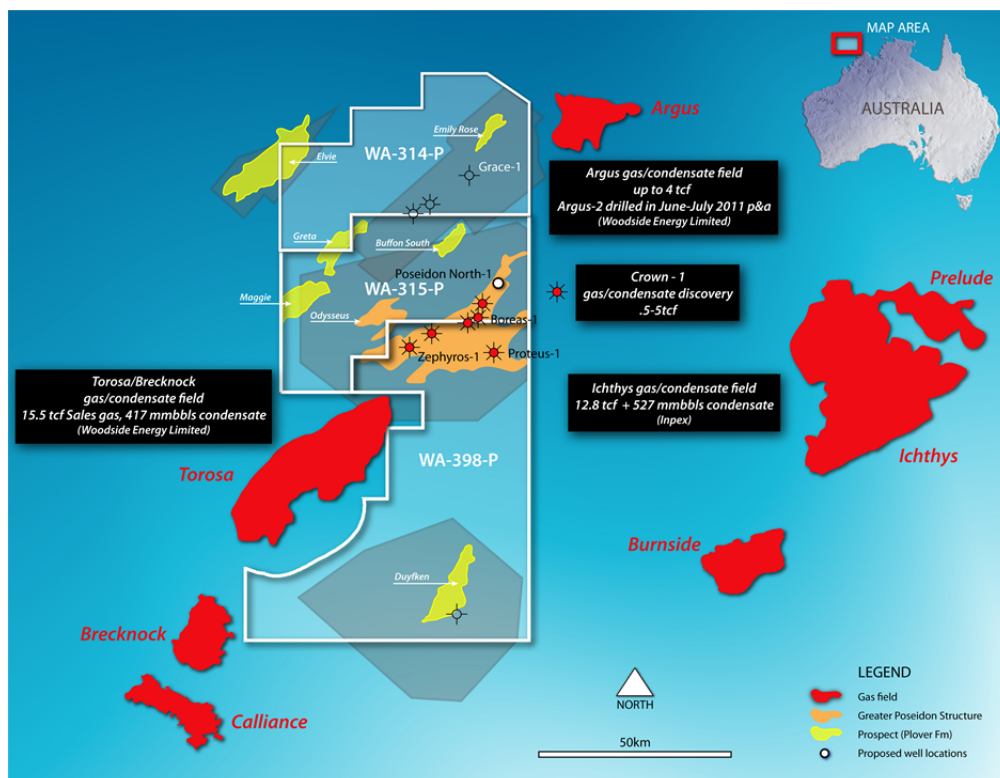 MAP AREA
AUSTRALIA
Argus
Emily Rose
Elvie
WA-314-P
Grace-1
Argus gas/condensate field
up to 4 tcf
Argus-2 drilled in June-July 2011 p&a
(Woodside Energy Limited)
Greta
Buffon South
Poseidon North-1
Crown - 1
gas/condensate discovery
.5-5tcf
Prelude
Maggie
WA-315-P
Odysseus
Boreas-1
Zephyros-1
Proteus-1
Torosa/Brecknock
gas/condensate field
15.5 tcf Sales gas, 417 mmbbls condensate
(Woodside Energy Limited)
Ichthys gas/condensate field
12.8 tcf + 527 mmbbls condensate
(Inpex)
Ichthys
WA-398-P
Torosa
Burnside
Duyfken
Brecknock
Calliance
NORTH
50km
LEGEND
Gas field
Greater Poseidon Structure
Prospect (Plover Fm)
Proposed well locations